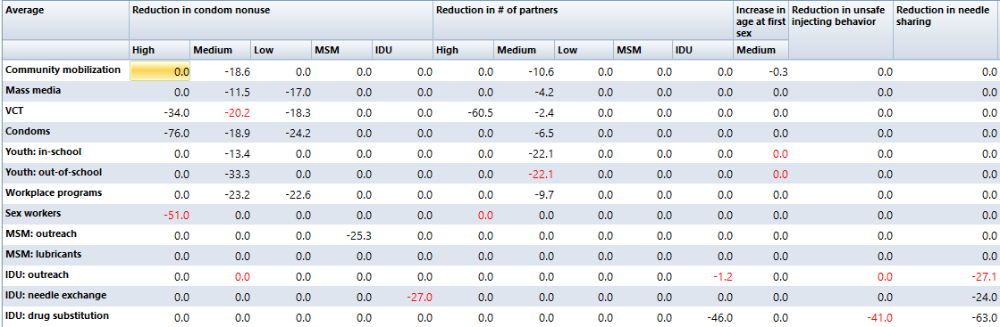 Average Reduction in condom nonuse Reduction in # of partners Increase in age at first sex Reduction in unsafe injecting behavior Reduction in needle sharing
High Medium Low MSM IDU High Medium Low MSM IDU Medium
Community mobilization 0.0 -18.6 0.0 0.0 0.0 0.0 -10.6 0.0 0.0 0.0 -0.3 0.0 0.0
Mass media 0.0 -11.5 -17.0 0.0 0.0 0.0 -4.2 0.0 0.0 0.0 0.0 0.0 0.0
VCT -34.0 -20.2 -18.3 0.0 0.0 -60.5 -2.4 0.0 0.0 0.0 0.0 0.0 0.0
Condoms -76.0 -18.9 -24.2 0.0 0.0 0.0 -6.5 0.0 0.0 0.0 0.0 0.0 0.0
Youth: in-school 0.0 -13.4 0.0 0.0 0.0 0.0 -22.1 0.0 0.0 0.0 0.0 0.0 0.0
Youth: out-of-school 0.0 -33.3 0.0 0.0 0.0 0.0 -22.1 0.0 0.0 0.0 0.0 0.0 0.0
Workplace programs 0.0 -23.2 -22.6 0.0 0.0 0.0 -9.7 0.0 0.0 0.0 0.0 0.0 0.0
Sex workers -51.0 0.0 0.0 0.0 0.0 0.0 0.0 0.0 0.0 0.0 0.0 0.0 0.0
MSM: outreach 0.0 0.0 0.0 -25.3 0.0 0.0 0.0 0.0 0.0 0.0 0.0 0.0 0.0
MSM: lubricants 0.0 0.0 0.0 0.0 0.0 0.0 0.0 0.0 0.0 0.0 0.0 0.0 0.0
IDU: outreach 0.0 0.0 0.0 0.0 0.0 0.0 0.0 0.0 0.0 -1.2 0.0 0.0 -27.1
IDU: needle exchange 0.0 0.0 0.0 0.0 -27.0 0.0 0.0 0.0 0.0 0.0 0.0 0.0 -24.0
IDU: drug substitution 0.0 0.0 0.0 0.0 0.0 0.0 0.0 0.0 0.0 -46.0 0.0 -41.0 -63.0